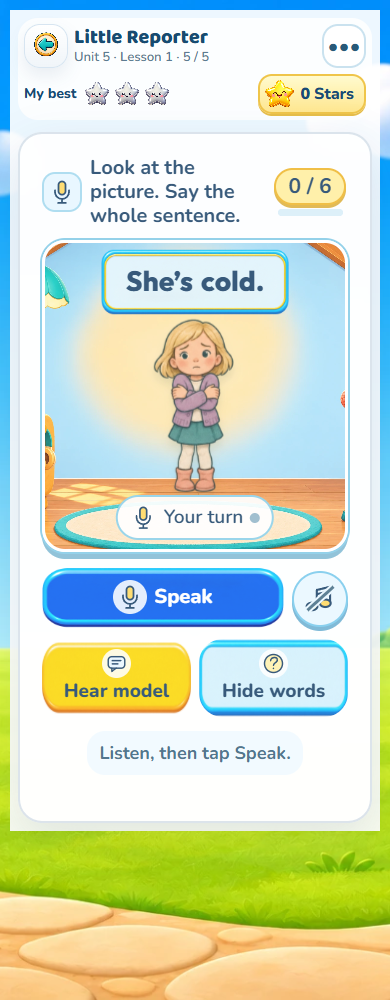 Little Reporter
Unit 5 · Lesson 1 · 5 / 5
My best
0 Stars
Look at the
picture. Say the
whole sentence.
0 / 6
She's cold.
Your turn
Speak
Hear model
Hide words
Listen, then tap Speak.